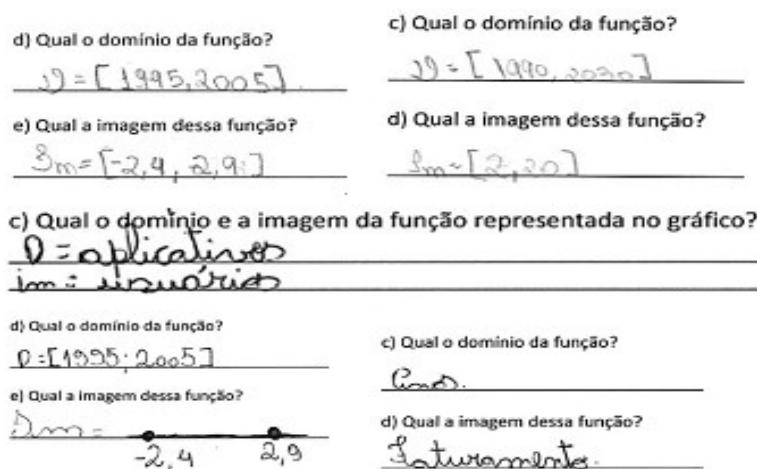 d) Qual o domínio da função?
D = [1995, 2005]
e) Qual a imagem dessa função?
Im = [-2,4, 2,9]
c) Qual o domínio da função?
D = [1990, 2030]
d) Qual a imagem dessa função?
Im = [2, 20]
c) Qual o domínio e a imagem da função representada no gráfico?
D = aplicativos
im = usuários
d) Qual o domínio da função?
D = [1995; 2005]
e) Qual a imagem dessa função?
Im =
-2,4 2,9
c) Qual o domínio da função?
Anos.
d) Qual a imagem dessa função?
Faturamento.